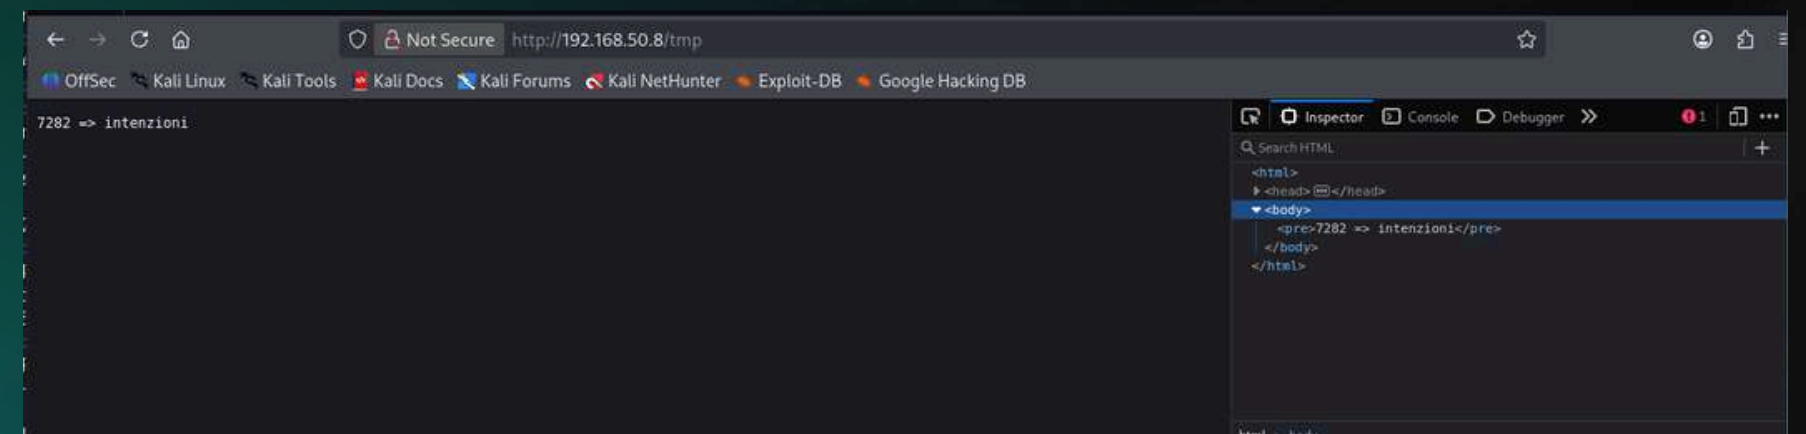 Not Secure http://192.168.50.8/tmp
OffSec Kali Linux Kali Tools Kali Docs Kali Forums Kali NetHunter Exploit-DB Google Hacking DB
7282 => intenzioni
Inspector Console Debugger 1
Search HTML
<html>
<head></head>
<body>
<pre>7282 => intenzioni</pre>
</body>
</html>